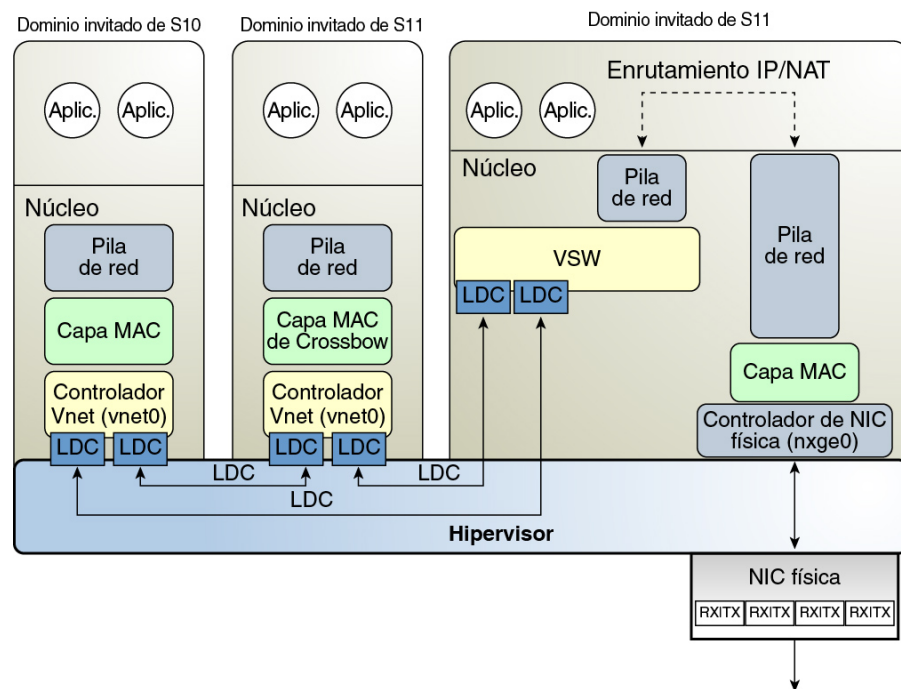 Dominio invitado de S10
Dominio invitado de S11
Dominio invitado de S11
Aplic.
Aplic.
Aplic.
Aplic.
Aplic.
Aplic.
Enrutamiento IP/NAT
Núcleo
Núcleo
Núcleo
Pila
de red
Pila
de red
Pila
de red
Pila
de red
VSW
LDC
LDC
Capa MAC
Capa MAC
de Crossbow
Capa MAC
Controlador
Vnet (vnet0)
Controlador
Vnet (vnet0)
Controlador de NIC
física (nxge0)
LDC
LDC
LDC
LDC
LDC
LDC
LDC
Hipervisor
NIC física
RXITX
RXITX
RXITX
RXITX